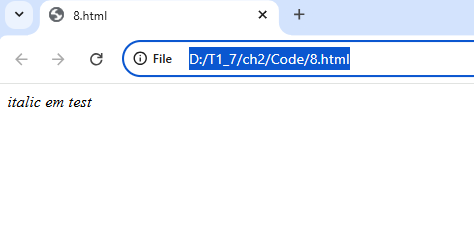 8.html
File D:/T1_7/ch2/Code/8.html
italic em test